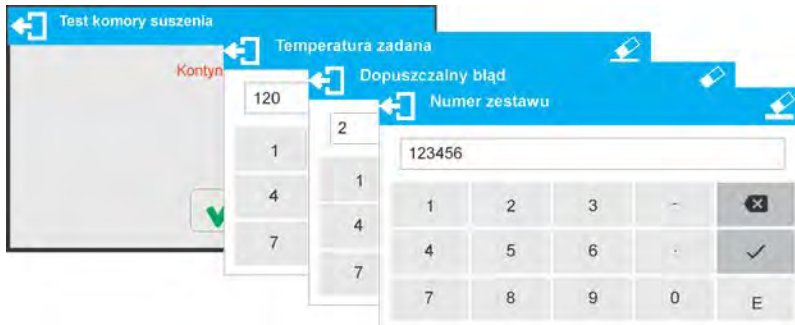 Test komory suszenia
Kontyn
Temperatura zadana
120
1
4
7
Dopuszczalny błąd
2
1
4
7
Numer zestawu
123456
1 2 3 -
4 5 6 .
7 8 9 0 E